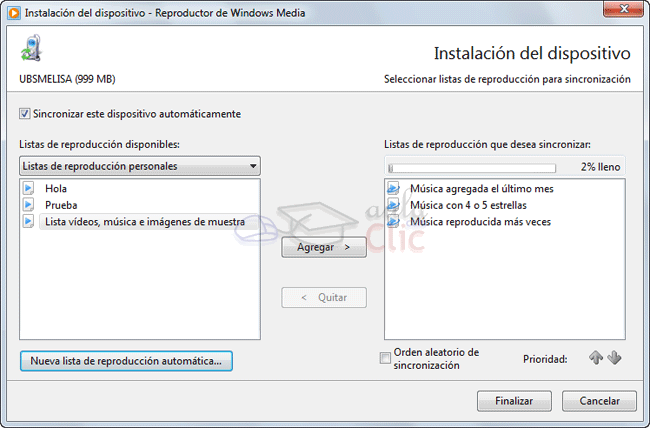 Instalación del dispositivo - Reproductor de Windows Media
Instalación del dispositivo
UBSMELISA (999 MB)
Seleccionar listas de reproducción para sincronización
Sincronizar este dispositivo automáticamente
Listas de reproducción disponibles:
Listas de reproducción personales
Hola
Prueba
Lista vídeos, música e imágenes de muestra
Agregar >
< Quitar
Nueva lista de reproducción automática...
Listas de reproducción que desea sincronizar:
2% lleno
Música agregada el último mes
Música con 4 o 5 estrellas
Música reproducida más veces
aula
Clic
Orden aleatorio de
sincronización
Prioridad:
Finalizar
Cancelar